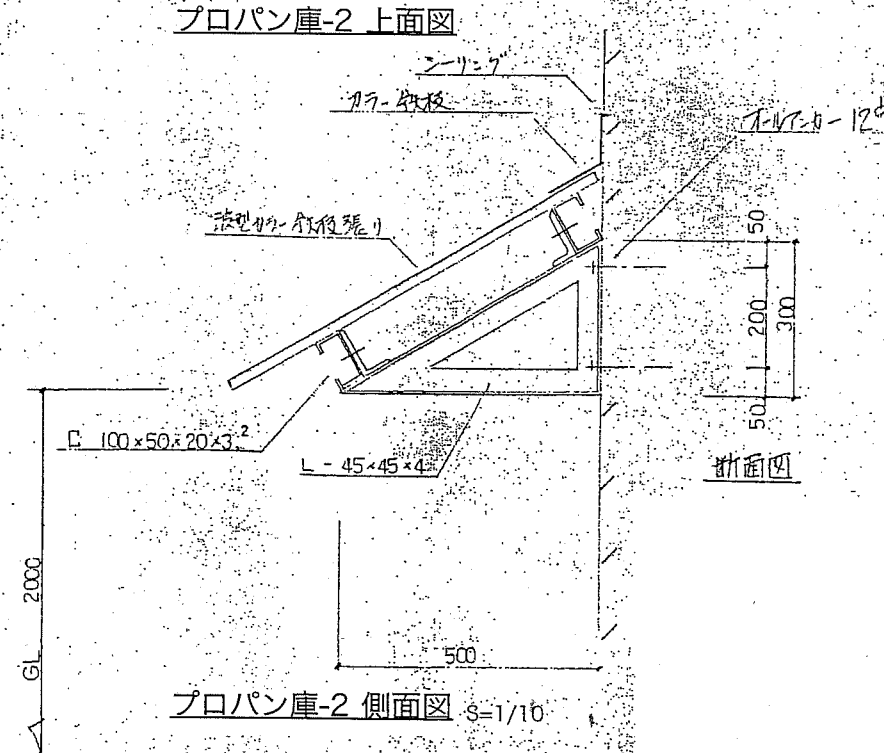 プロパン庫-2 上面図
シーリング
カラー鉄板
オールアンカー 12φ
波型カラー鉄板張り
50
200
300
50
C 100×50×20×3.2
L-45×45×4
断面図
GL 2000
500
プロパン庫-2 側面図 S=1/10